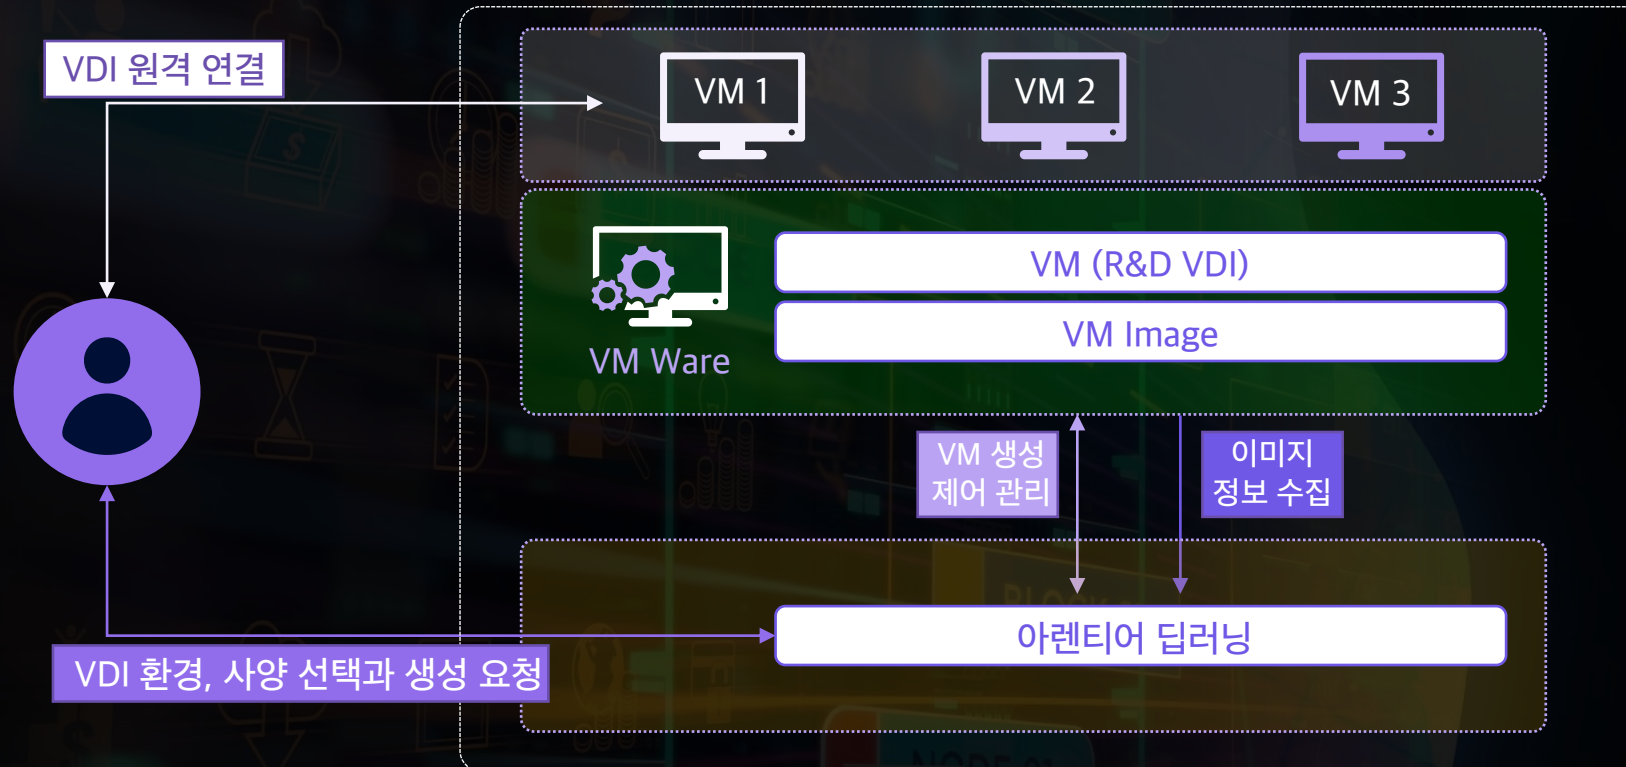 VDI 원격 연결
VM 1
VM 2
VM 3
VM (R&D VDI)
VM Image
VM Ware
VM 생성
제어 관리
이미지
정보 수집
아렌티어 딥러닝
VDI 환경, 사양 선택과 생성 요청